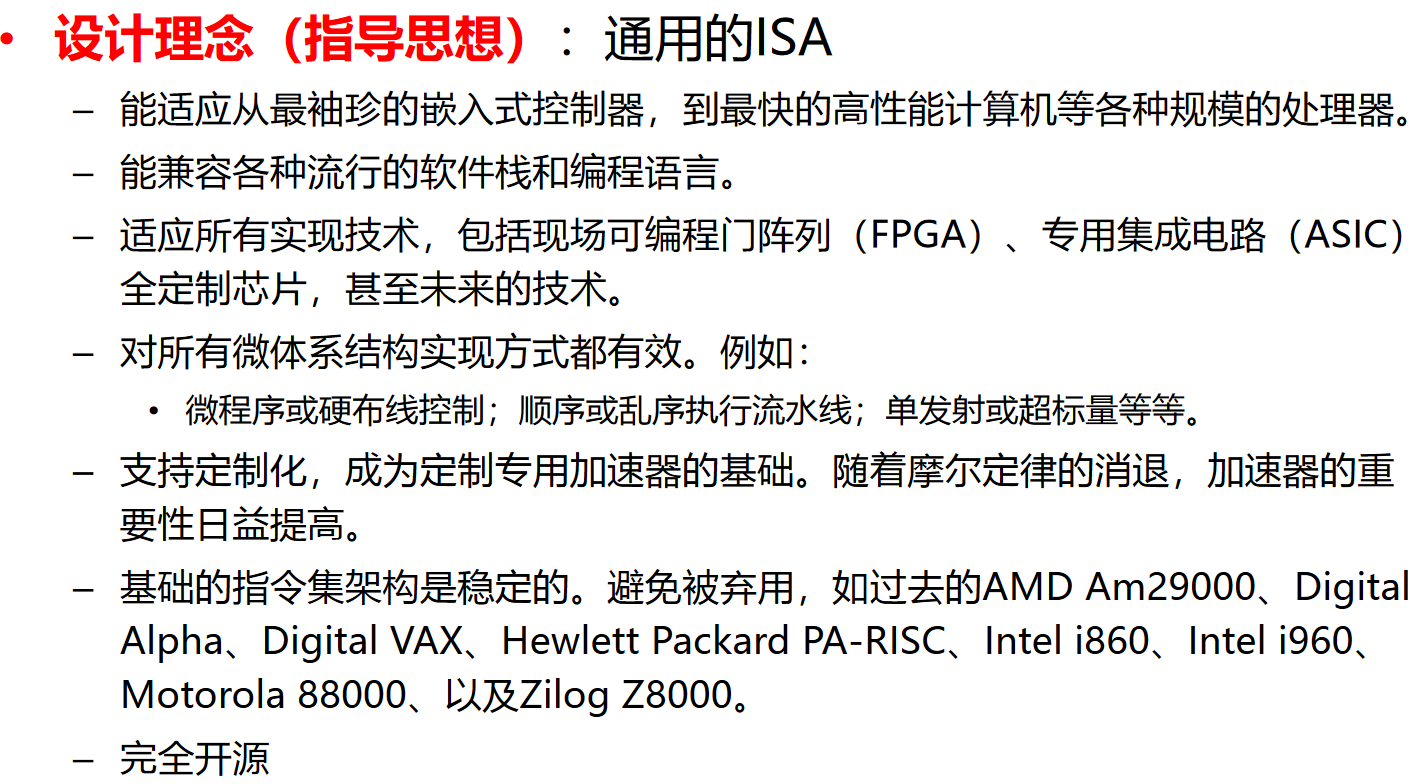 • 设计理念（指导思想）：通用的ISA
– 能适应从最袖珍的嵌入式控制器，到最快的高性能计算机等各种规模的处理器。
– 能兼容各种流行的软件栈和编程语言。
– 适应所有实现技术，包括现场可编程门阵列（FPGA）、专用集成电路（ASIC）
全定制芯片，甚至未来的技术。
– 对所有微体系结构实现方式都有效。例如：
• 微程序或硬布线控制；顺序或乱序执行流水线；单发射或超标量等等。
– 支持定制化，成为定制专用加速器的基础。随着摩尔定律的消退，加速器的重
要性日益提高。
– 基础的指令集架构是稳定的。避免被弃用，如过去的AMD Am29000、Digital
Alpha、Digital VAX、Hewlett Packard PA-RISC、Intel i860、Intel i960、
Motorola 88000、以及Zilog Z8000。
– 完全开源